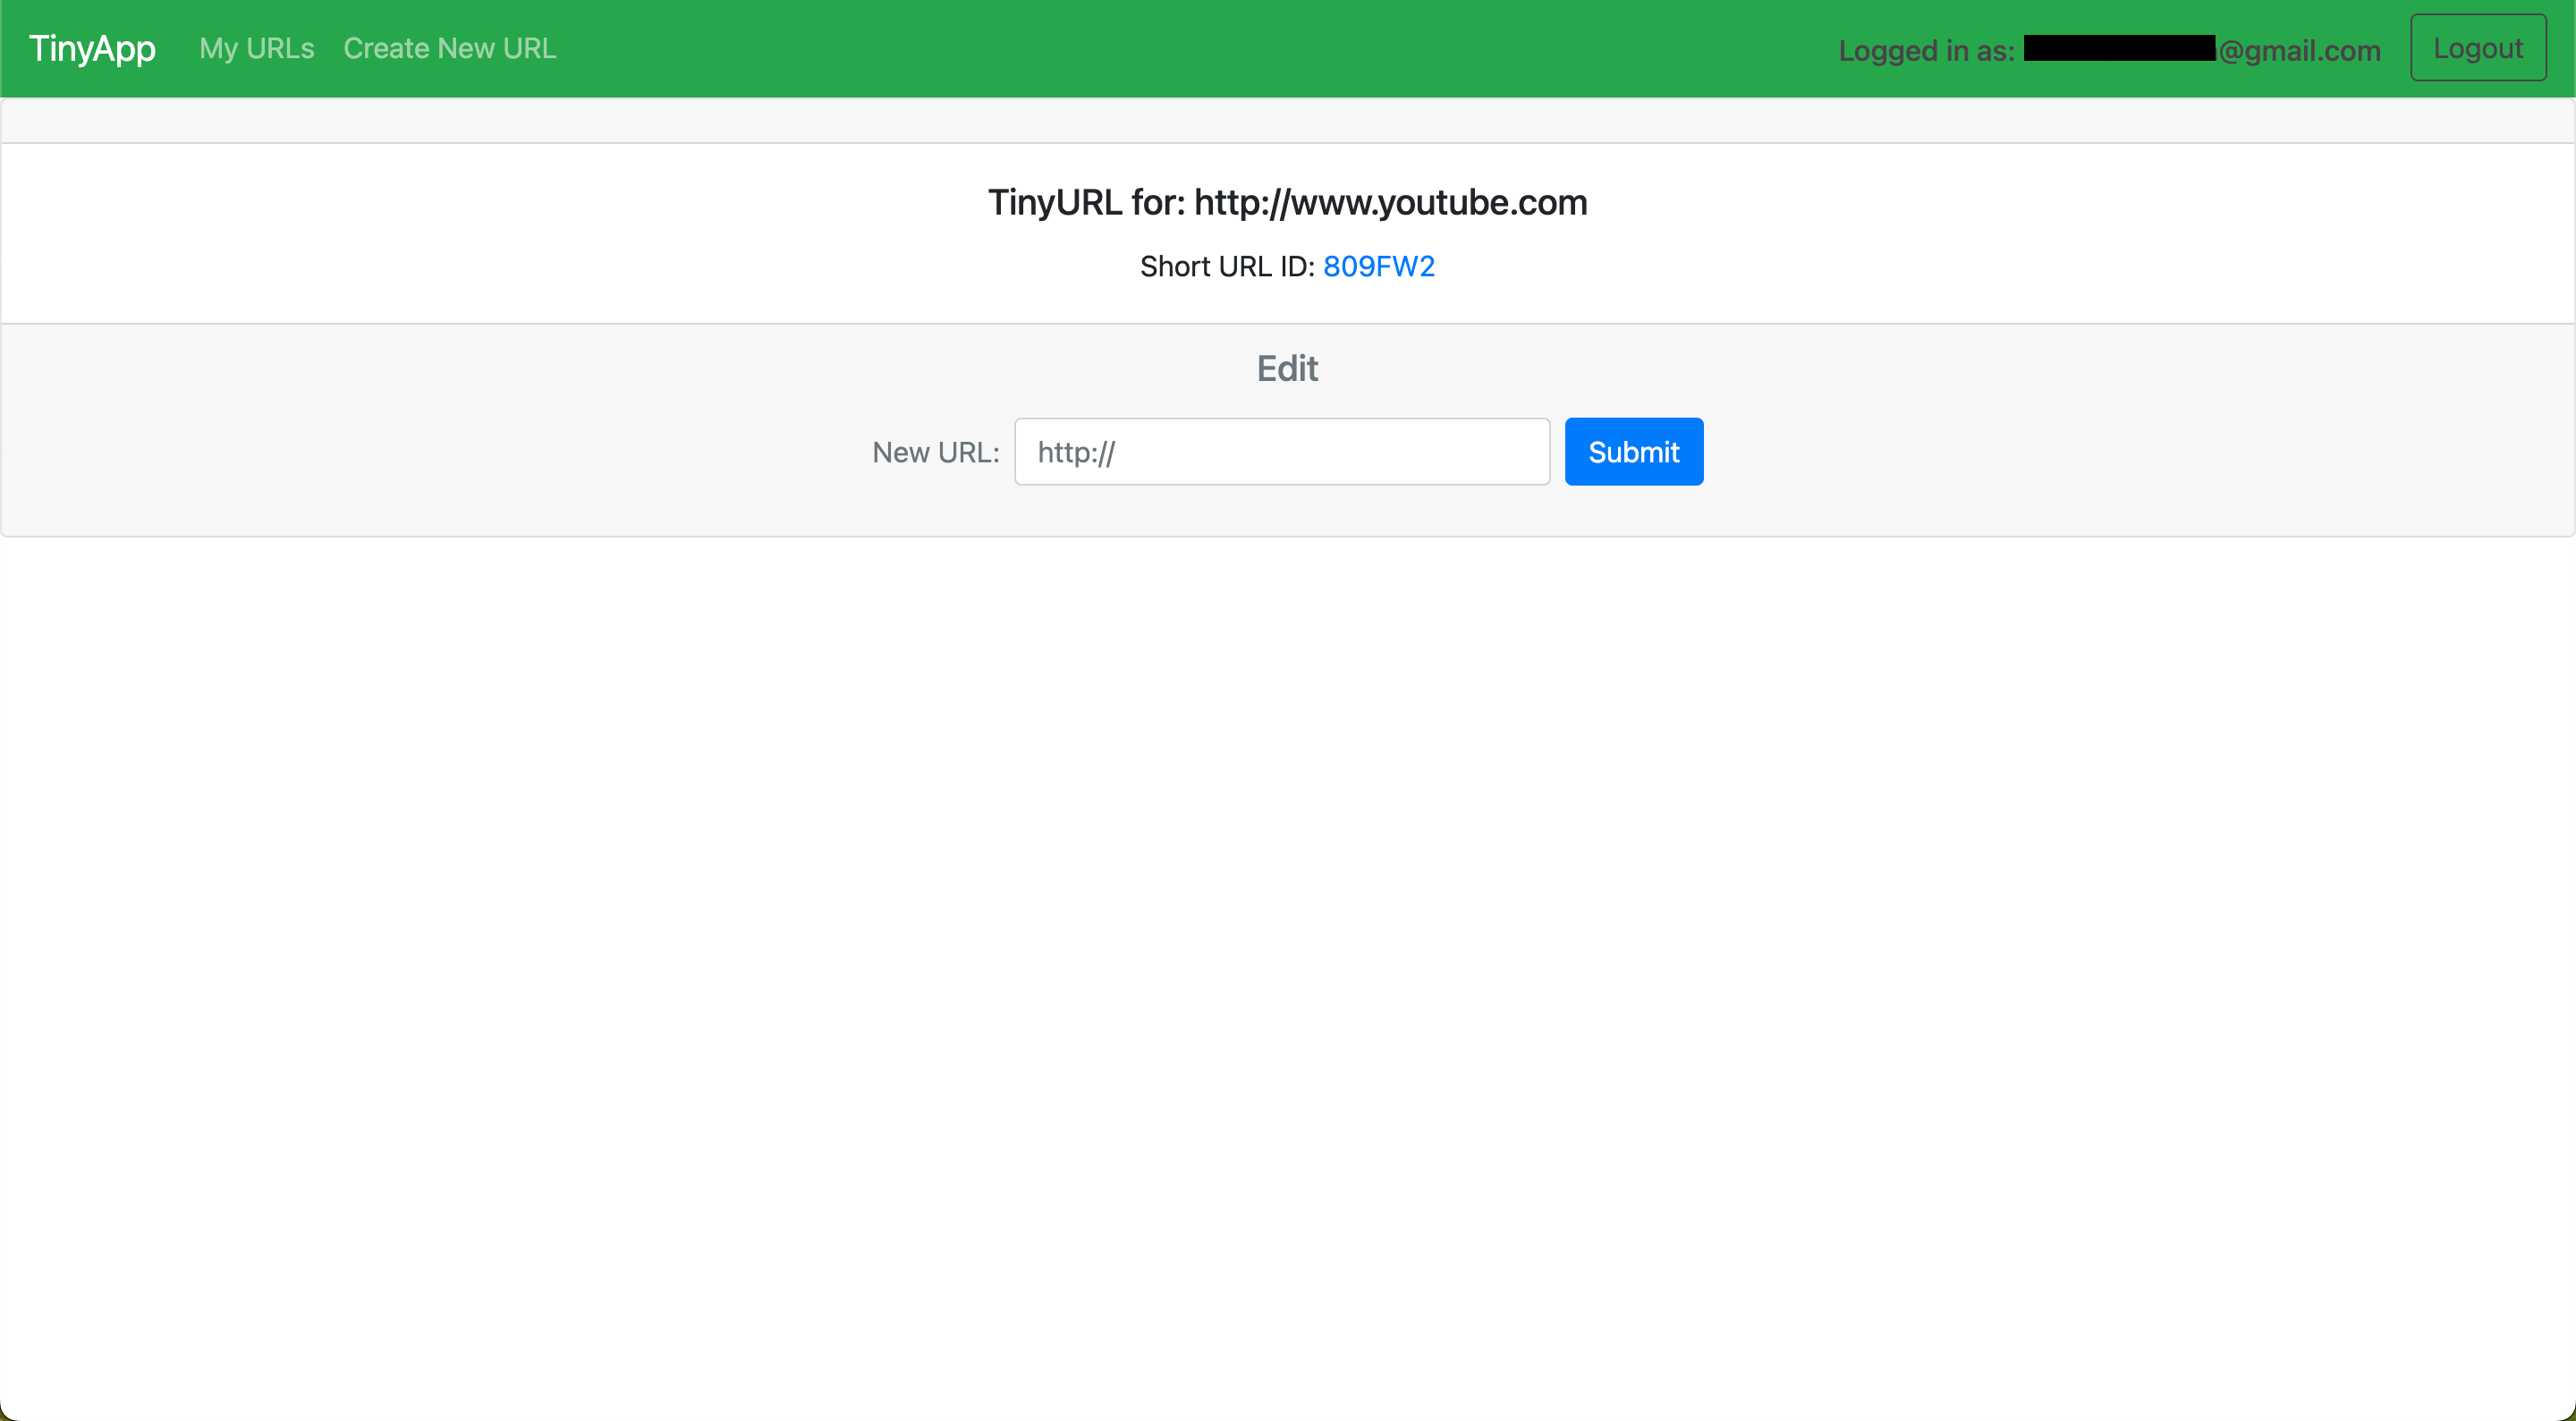 TinyApp My URLs Create New URL Logged in as: @gmail.com Logout
TinyURL for: http://www.youtube.com
Short URL ID: 809FW2
Edit
New URL: http:// Submit